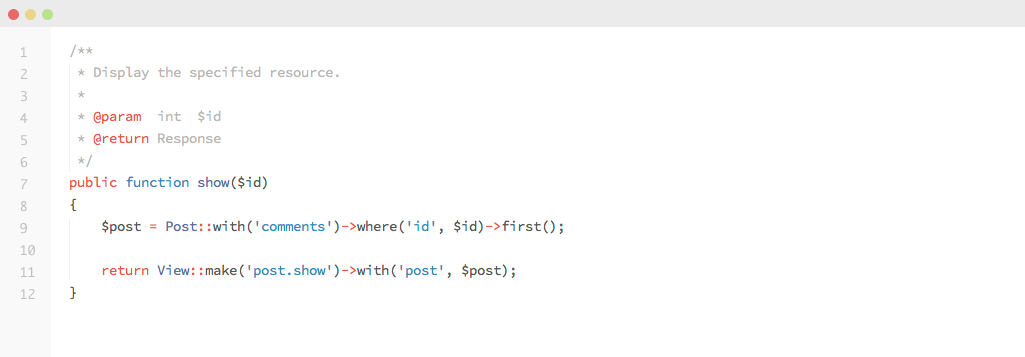 1 /**
2 * Display the specified resource.
3 *
4 * @param int $id
5 * @return Response
6 */
7 public function show($id)
8 {
9 $post = Post::with('comments')->where('id', $id)->first();
10
11 return View::make('post.show')->with('post', $post);
12 }